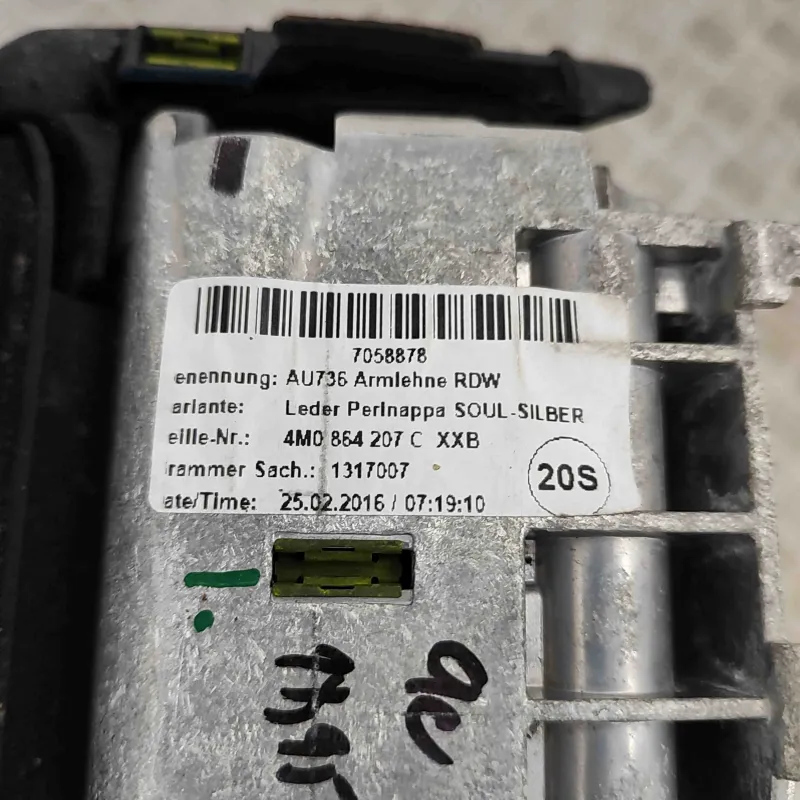 7058878
enennung: AU736 Armlehne RDW
ariante: Leder Perlnappa SOUL-SILBER
eille-Nr.: 4M0 864 207 C XXB
rammer Sach.: 1317007
ate/Time: 25.02.2016 / 07:19:10
20S